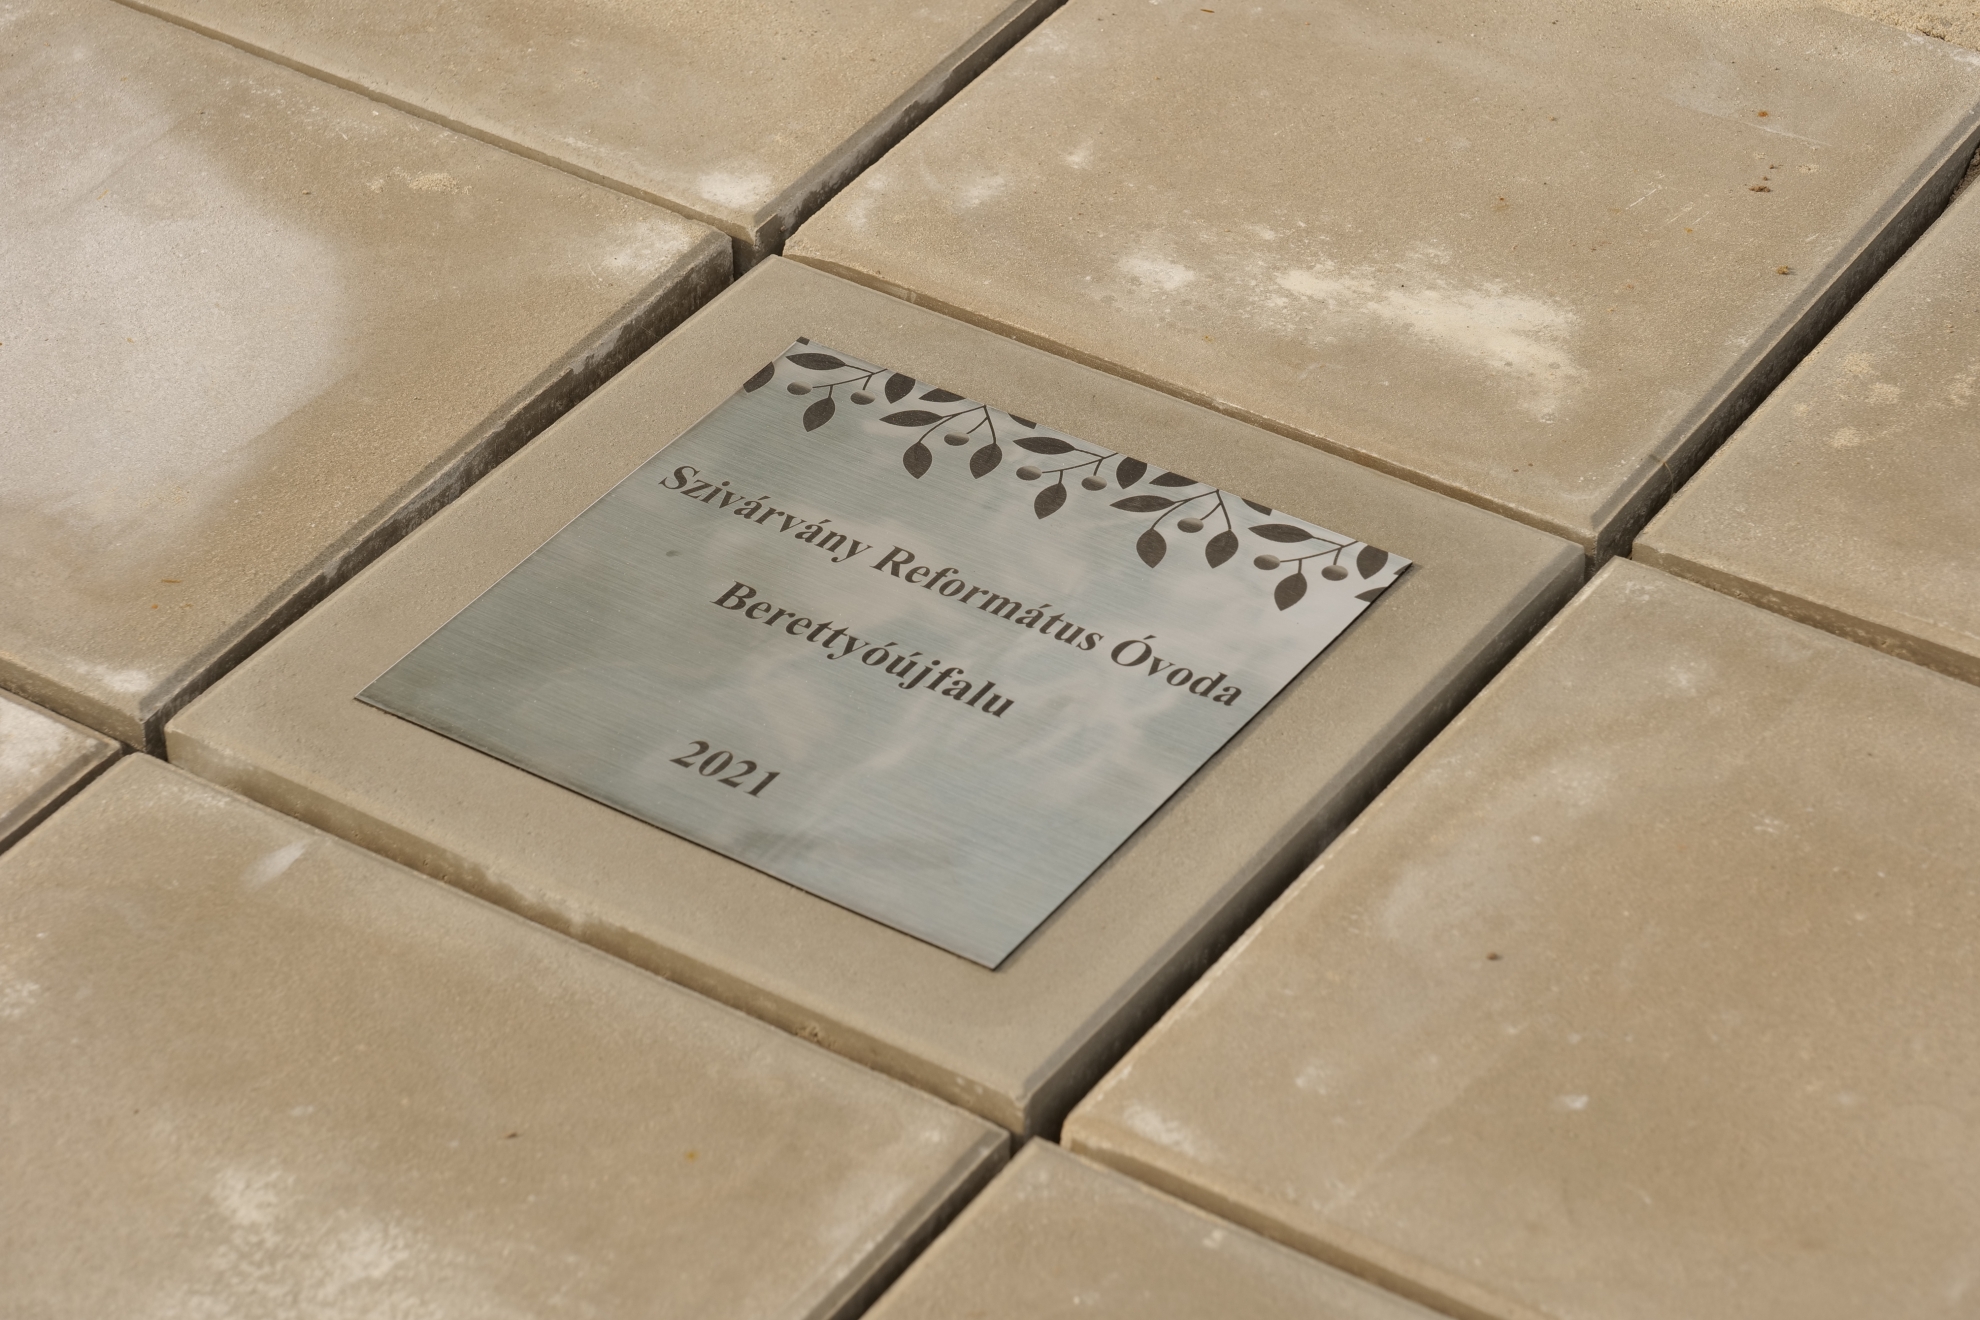 Szivárvány Református Óvoda
Berettyóújfalu
2021